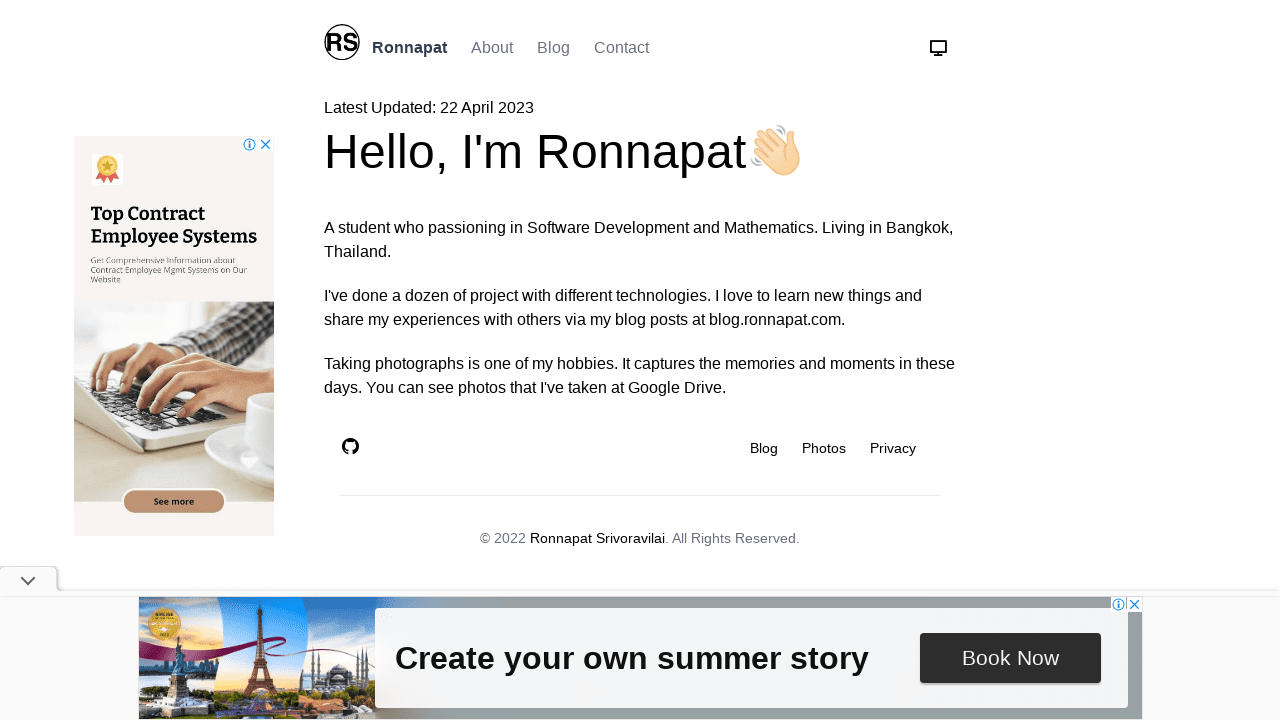 RS Ronnapat About Blog Contact
Latest Updated: 22 April 2023
Hello, I'm Ronnapat👋🏼
A student who passioning in Software Development and Mathematics. Living in Bangkok,
Thailand.
I've done a dozen of project with different technologies. I love to learn new things and
share my experiences with others via my blog posts at blog.ronnapat.com.
Taking photographs is one of my hobbies. It captures the memories and moments in these
days. You can see photos that I've taken at Google Drive.
Blog Photos Privacy
© 2022 Ronnapat Srivoravilai. All Rights Reserved.
Top Contract
Employee Systems
Get Comprehensive Information about
Contract Employee Mgmt Systems on Our
Website
See more
Create your own summer story
Book Now